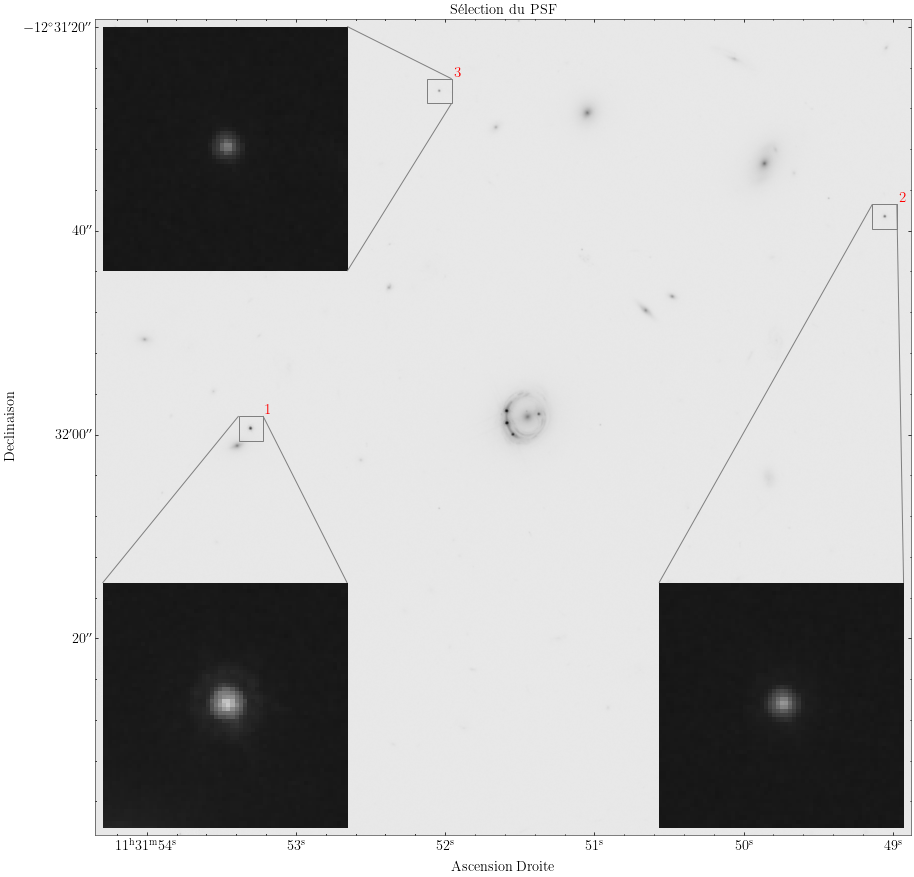 Sélection du PSF
−12°31′20″
3
2
40″
Declinaison
1
32′00″
20″
11ʰ31ᵐ54ˢ 53ˢ 52ˢ 51ˢ 50ˢ 49ˢ
Ascension Droite